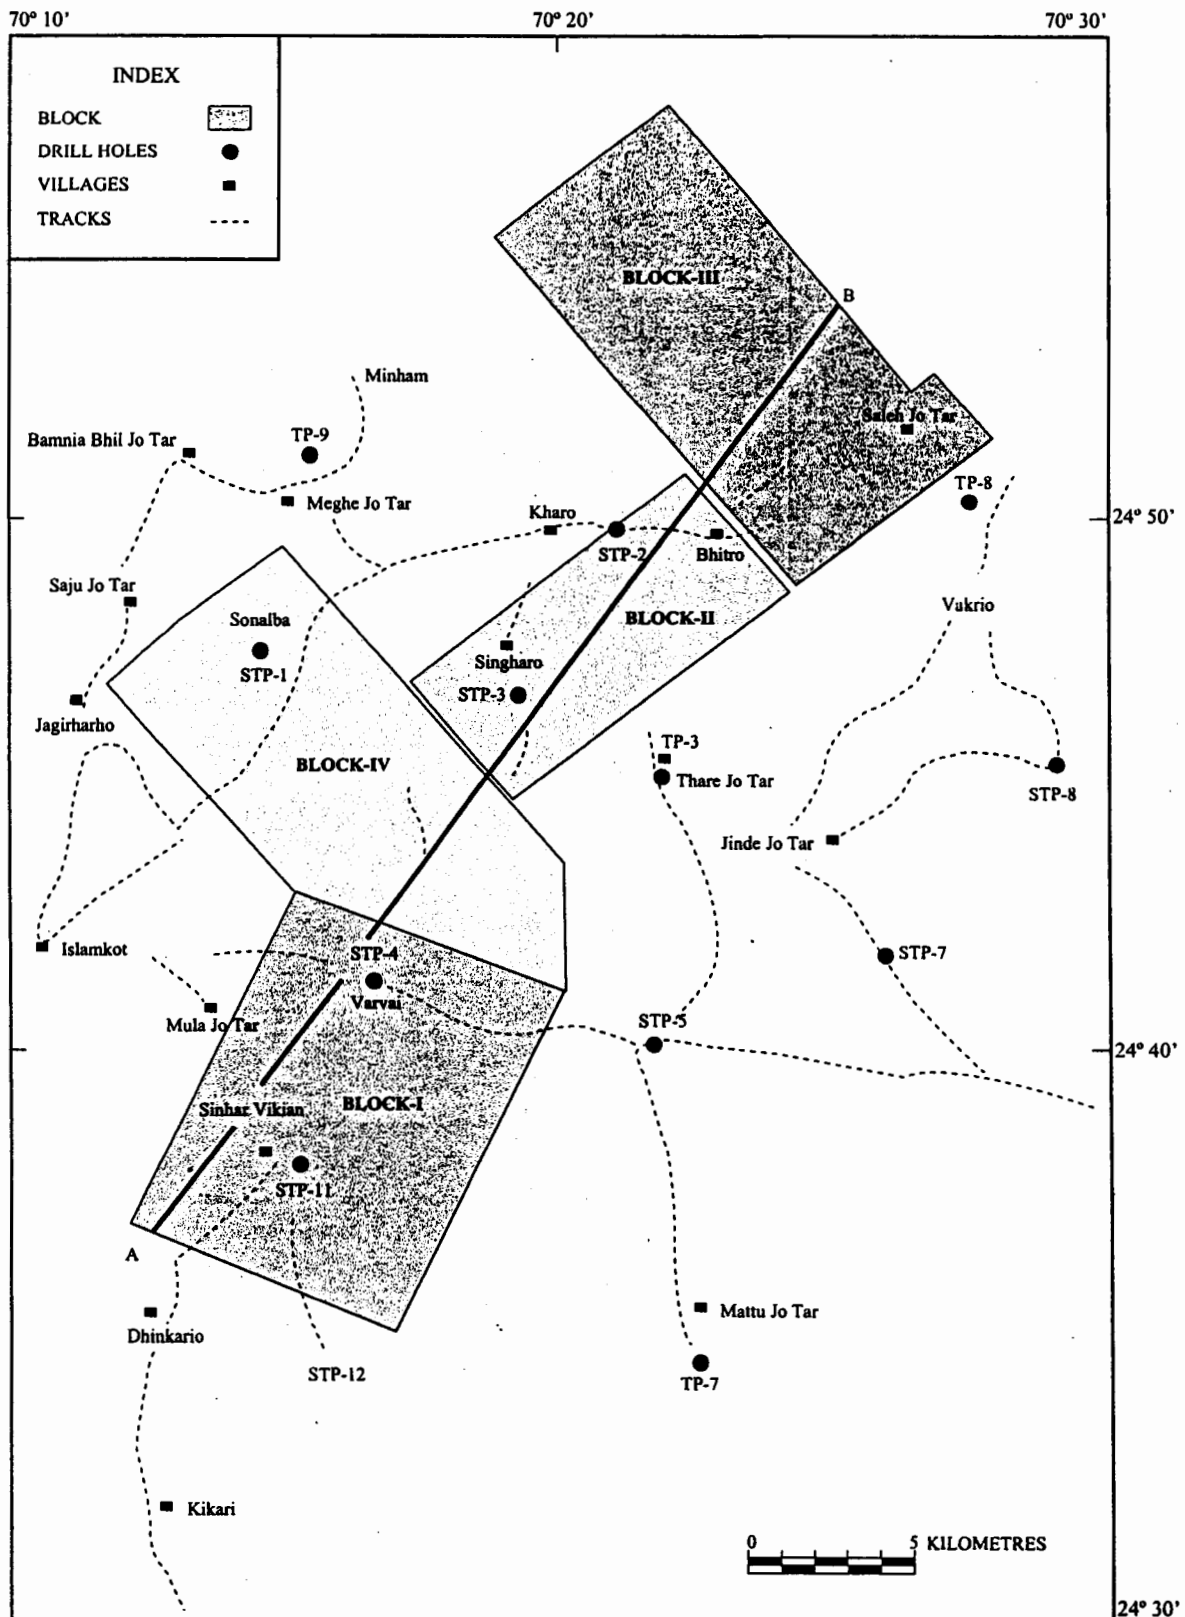 70° 10' 70° 20' 70° 30'
INDEX
BLOCK
DRILL HOLES
VILLAGES
TRACKS
BLOCK-III
B
Minham
Saleh Jo Tar
Bamnia Bhil Jo Tar
TP-9
TP-8
Meghe Jo Tar
Kharo
24° 50'
STP-2
Bhitro
Saju Jo Tar
Vakrio
Sonalba
BLOCK-II
Singharo
STP-1
STP-3
Jagirharho
TP-3
BLOCK-IV
Thare Jo Tar
STP-8
Jinde Jo Tar
Islamkot
STP-4
STP-7
Varvai
Mula Jo Tar
STP-5
24° 40'
Sinhar Vikian
BLOCK-I
STP-11
A
Mattu Jo Tar
Dhinkario
STP-12
TP-7
Kikari
0 5 KILOMETRES
24° 30'